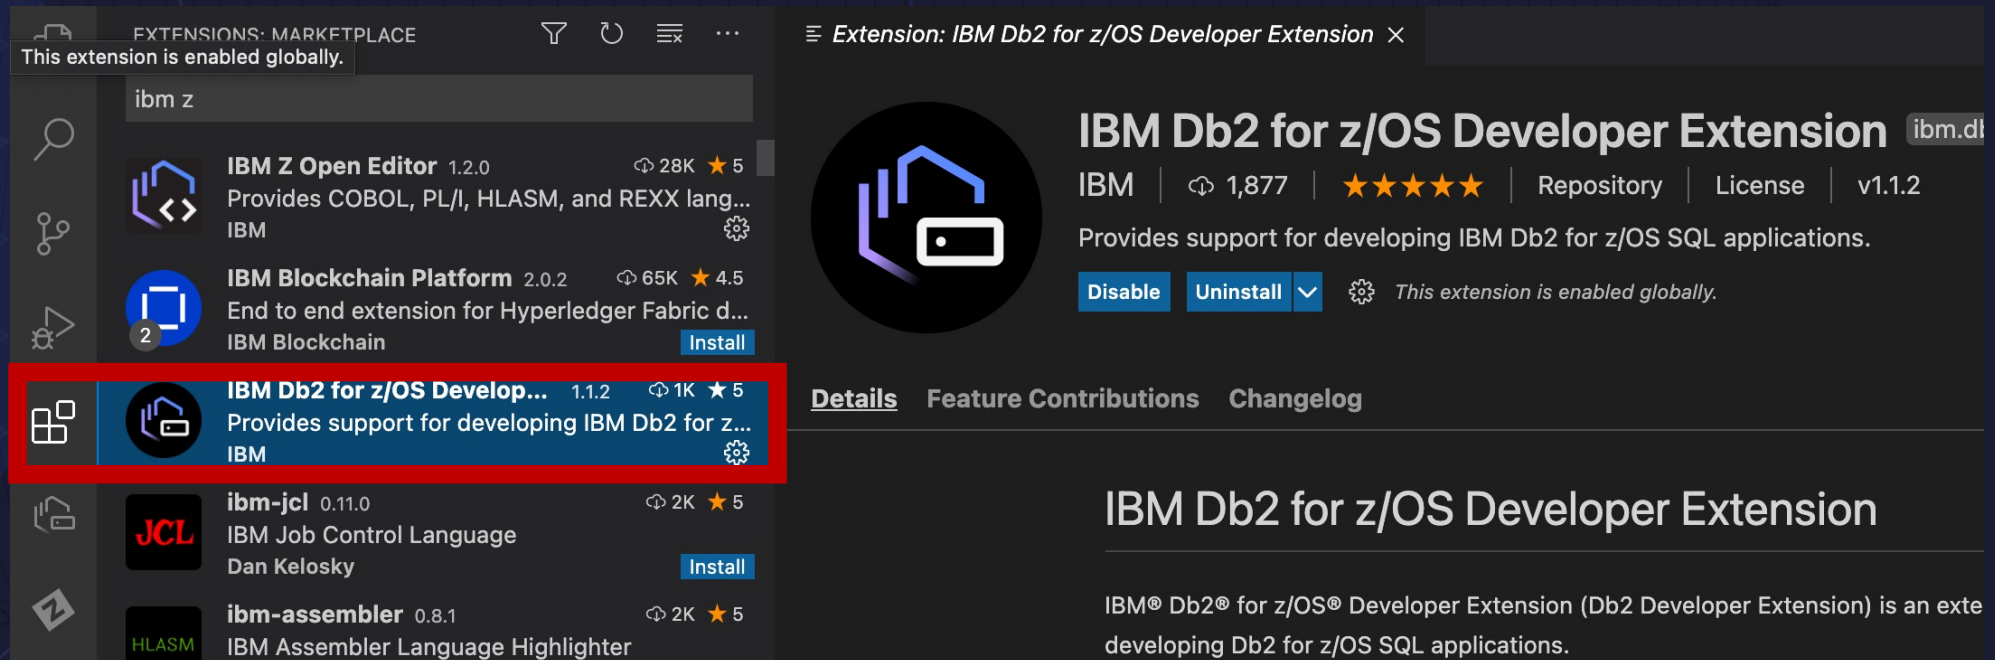 EXTENSIONS: MARKETPLACE
This extension is enabled globally.
ibm z
IBM Z Open Editor 1.2.0 28K 5
Provides COBOL, PL/I, HLASM, and REXX lang...
IBM
IBM Blockchain Platform 2.0.2 65K 4.5
End to end extension for Hyperledger Fabric d...
2
IBM Blockchain Install
IBM Db2 for z/OS Develop... 1.1.2 1K 5
Provides support for developing IBM Db2 for z...
IBM
JCL
ibm-jcl 0.11.0 2K 5
IBM Job Control Language
Dan Kelosky Install
ibm-assembler 0.8.1 2K 5
HLASM
IBM Assembler Language Highlighter
Z
Extension: IBM Db2 for z/OS Developer Extension
IBM Db2 for z/OS Developer Extension ibm.db
IBM 1,877 Repository License v1.1.2
Provides support for developing IBM Db2 for z/OS SQL applications.
Disable Uninstall This extension is enabled globally.
Details Feature Contributions Changelog
IBM Db2 for z/OS Developer Extension
IBM® Db2® for z/OS® Developer Extension (Db2 Developer Extension) is an exte
developing Db2 for z/OS SQL applications.